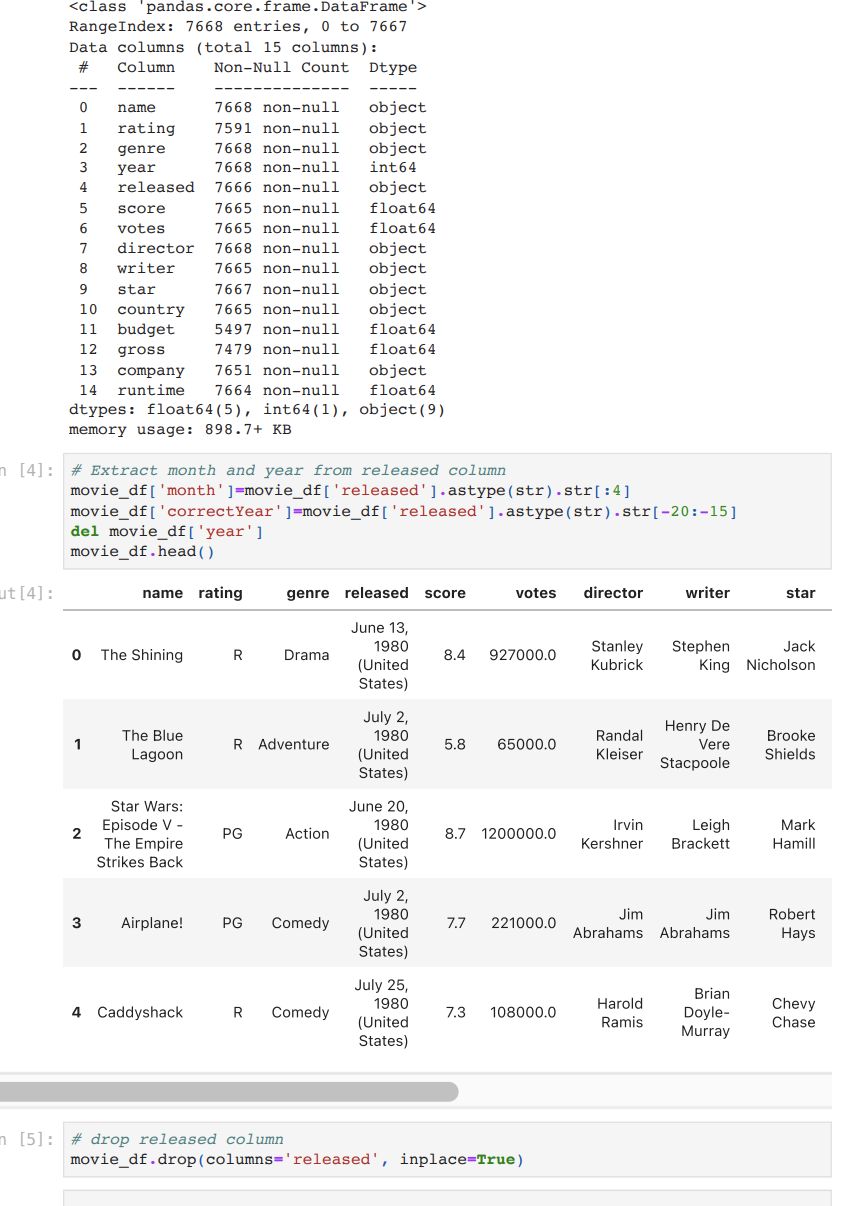 <class 'pandas.core.frame.DataFrame'>
RangeIndex: 7668 entries, 0 to 7667
Data columns (total 15 columns):
 #   Column    Non-Null Count  Dtype
---  ------    --------------  -----
 0   name      7668 non-null   object
 1   rating    7591 non-null   object
 2   genre     7668 non-null   object
 3   year      7668 non-null   int64
 4   released  7666 non-null   object
 5   score     7665 non-null   float64
 6   votes     7665 non-null   float64
 7   director  7668 non-null   object
 8   writer    7665 non-null   object
 9   star      7667 non-null   object
 10  country   7665 non-null   object
 11  budget    5497 non-null   float64
 12  gross     7479 non-null   float64
 13  company   7651 non-null   object
 14  runtime   7664 non-null   float64
dtypes: float64(5), int64(1), object(9)
memory usage: 898.7+ KB
n [4]: # Extract month and year from released column
movie_df['month']=movie_df['released'].astype(str).str[:4]
movie_df['correctYear']=movie_df['released'].astype(str).str[-20:-15]
del movie_df['year']
movie_df.head()
ut[4]: name rating genre released score votes director writer star
June 13,
0 The Shining R Drama 1980 (United 8.4 927000.0 Stanley Kubrick Stephen King Jack Nicholson
States)
July 2,
1 The Blue Lagoon R Adventure 1980 (United 5.8 65000.0 Randal Kleiser Henry De Vere Stacpoole Brooke Shields
States)
Star Wars: Episode V - The Empire Strikes Back
2 PG Action June 20, 1980 (United States) 8.7 1200000.0 Irvin Kershner Leigh Brackett Mark Hamill
July 2,
3 Airplane! PG Comedy 1980 (United 7.7 221000.0 Jim Abrahams Jim Abrahams Robert Hays
States)
July 25,
4 Caddyshack R Comedy 1980 (United 7.3 108000.0 Harold Ramis Brian Doyle-Murray Chevy Chase
States)
n [5]: # drop released column
movie_df.drop(columns='released', inplace=True)